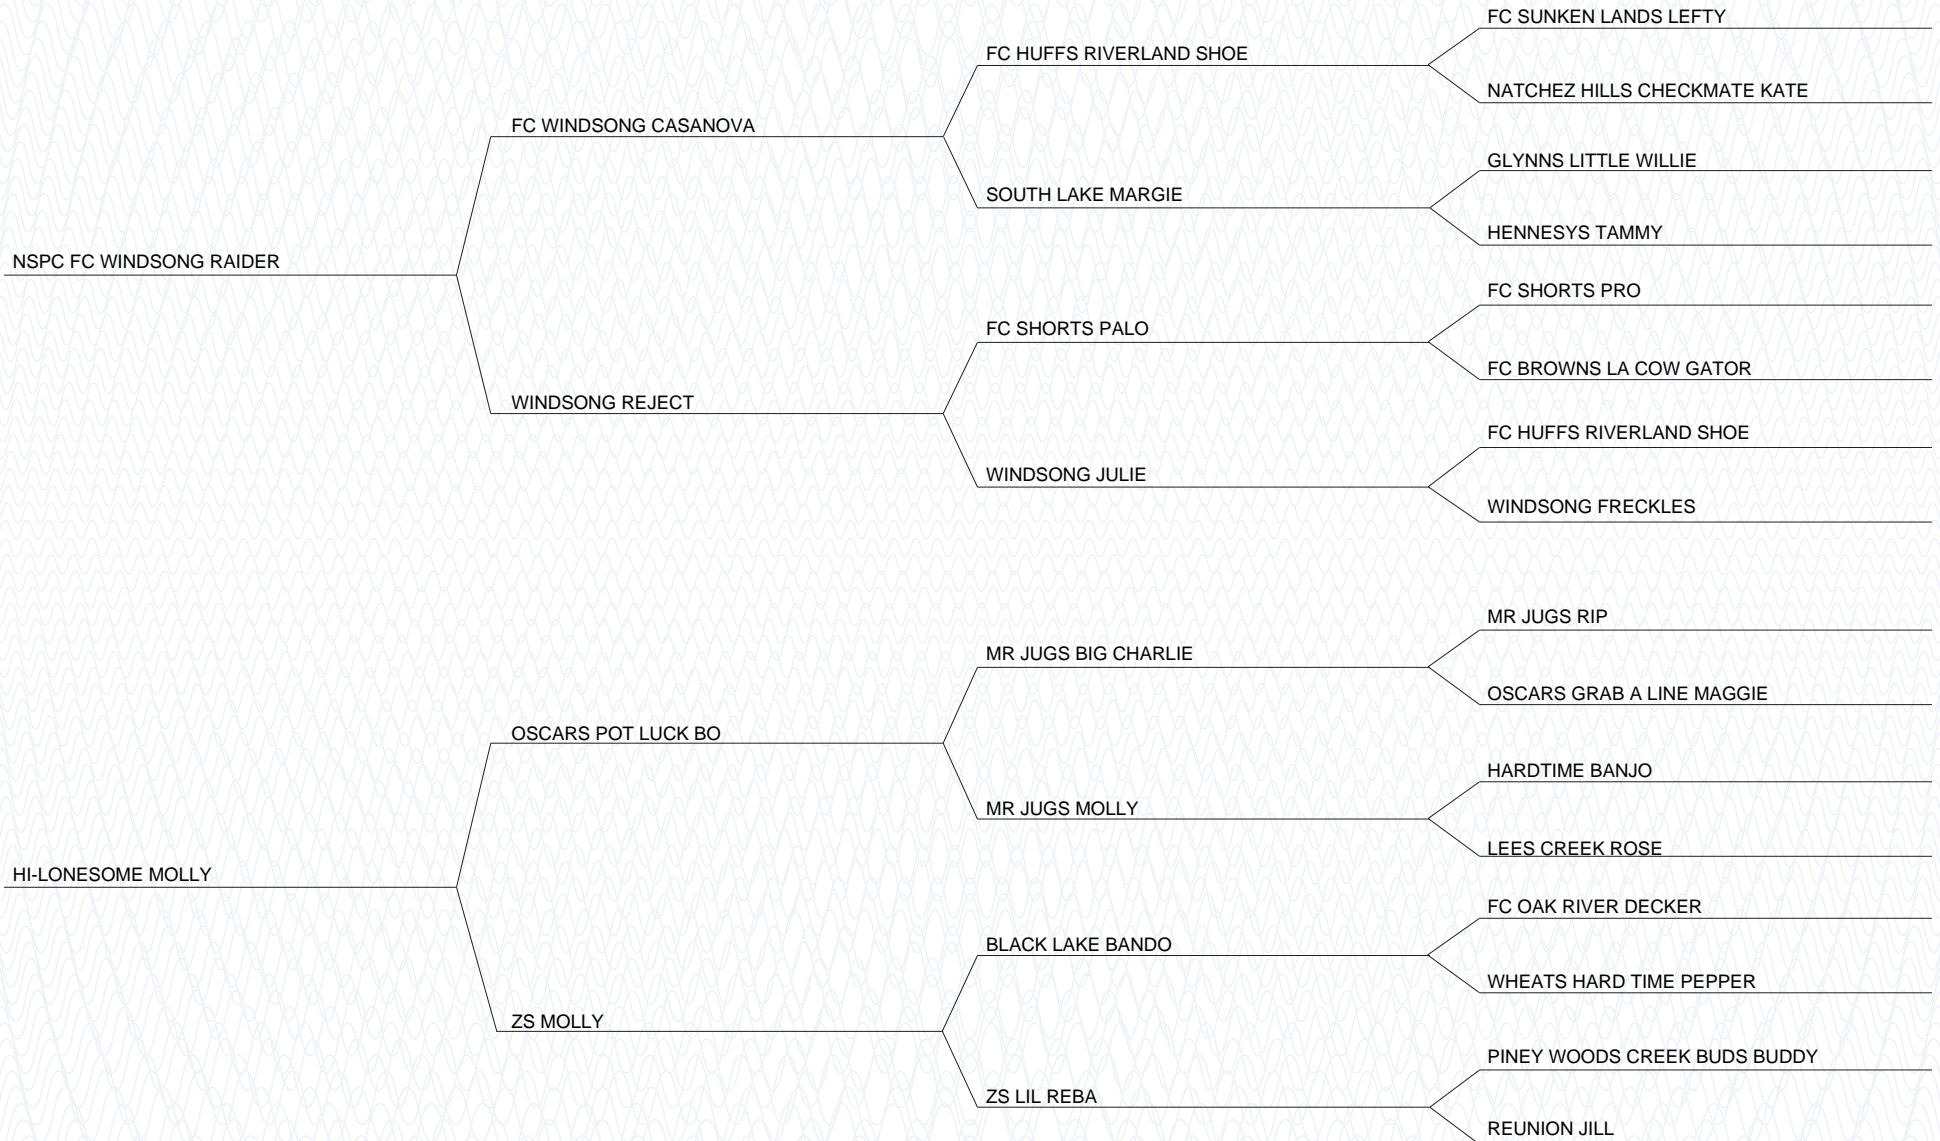 FC SUNKEN LANDS LEFTY
FC HUFFS RIVERLAND SHOE
NATCHEZ HILLS CHECKMATE KATE
FC WINDSONG CASANOVA
GLYNNS LITTLE WILLIE
SOUTH LAKE MARGIE
HENNESYS TAMMY
NSPC FC WINDSONG RAIDER
FC SHORTS PRO
FC SHORTS PALO
FC BROWNS LA COW GATOR
WINDSONG REJECT
FC HUFFS RIVERLAND SHOE
WINDSONG JULIE
WINDSONG FRECKLES
MR JUGS RIP
MR JUGS BIG CHARLIE
OSCARS GRAB A LINE MAGGIE
OSCARS POT LUCK BO
HARDTIME BANJO
MR JUGS MOLLY
LEES CREEK ROSE
HI-LONESOME MOLLY
FC OAK RIVER DECKER
BLACK LAKE BANDO
WHEATS HARD TIME PEPPER
ZS MOLLY
PINEY WOODS CREEK BUDS BUDDY
ZS LIL REBA
REUNION JILL